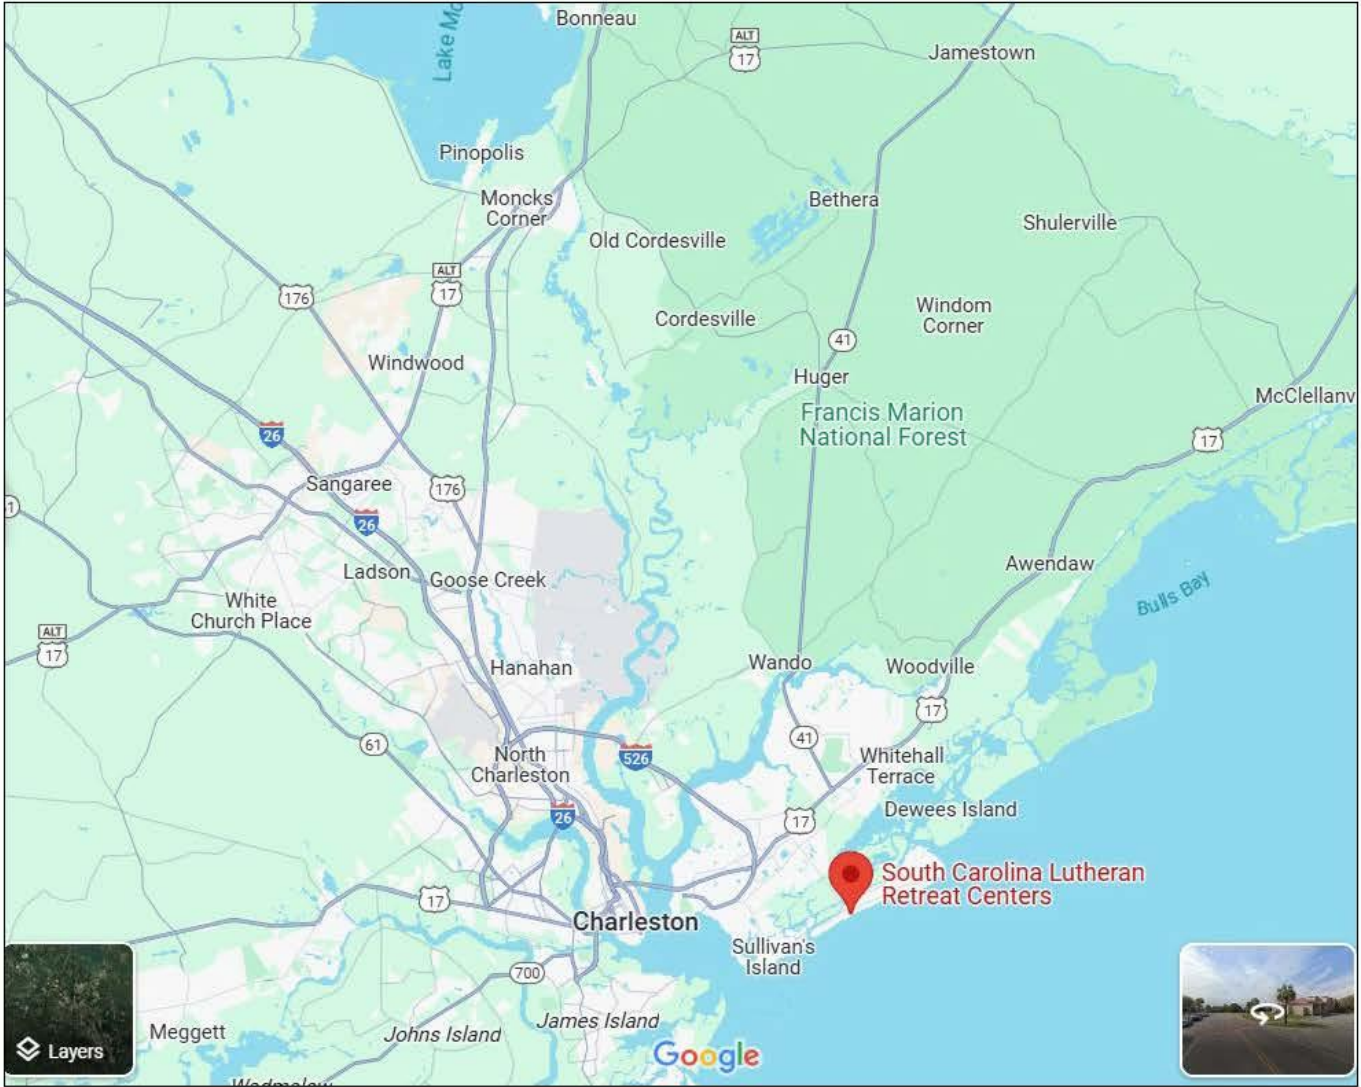 Lake Mo
Bonneau
ALT
17
Jamestown
Pinopolis
Moncks
Corner
Bethera
Shulerville
Old Cordesville
ALT
17
176
Cordesville
Windom
Corner
41
Windwood
Huger
McClellanv
Francis Marion
National Forest
26
17
Sangaree
176
1
26
Awendaw
Ladson
Goose Creek
Bulls Bay
White
Church Place
ALT
17
Hanahan
Wando
Woodville
17
61
41
North
Charleston
526
Whitehall
Terrace
26
17
Dewees Island
South Carolina Lutheran
Retreat Centers
17
Charleston
Sullivan's
Island
700
Meggett
Johns Island
James Island
Layers
Google
Wadmalaw